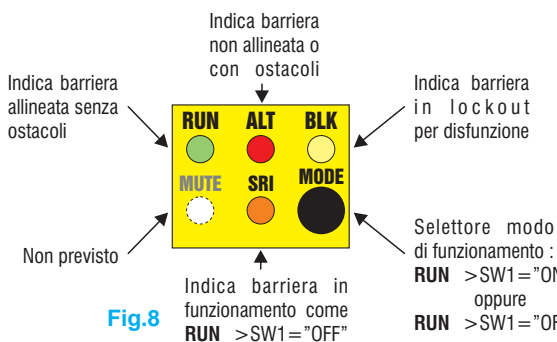 Indica barriera
non allineata o
con ostacoli
Indica barriera
allineata senza
ostacoli
Indica barriera
in lockout
per disfunzione
RUN ALT BLK
MUTE SRI MODE
Non previsto
Selettore modo
di funzionamento :
RUN >SW1="ON
oppure
RUN >SW1="OF
Indica barriera in
funzionamento come
RUN >SW1="OFF"
Fig.8